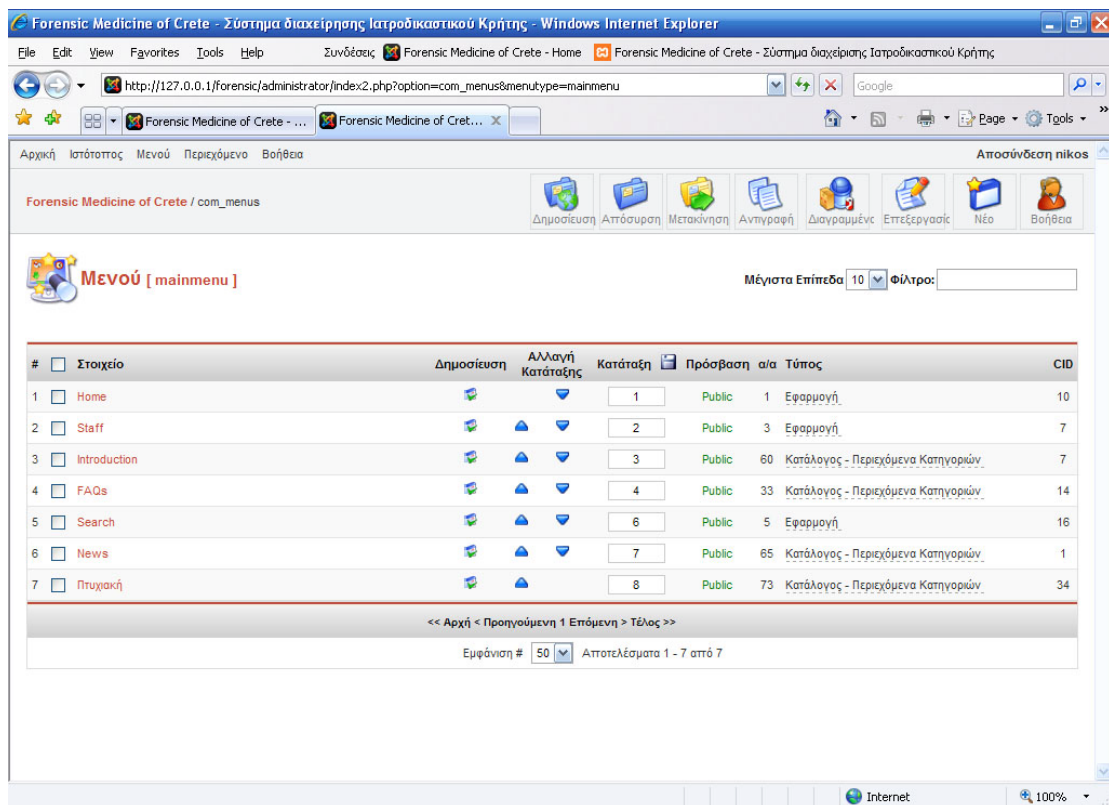 Forensic Medicine of Crete - Σύστημα διαχείρησης Ιατροδικαστικού Κρήτης - Windows Internet Explorer
File Edit View Favorites Tools Help Συνδέσεις Forensic Medicine of Crete - Home Forensic Medicine of Crete - Σύστημα διαχείρισης Ιατροδικαστικού Κρήτης
http://127.0.0.1/forensic/administrator/index2.php?option=com_menus&menutype=mainmenu Google
Forensic Medicine of Crete - ... Forensic Medicine of Cret... Page Tools »
Αρχική Ιστότοπος Μενού Περιεχόμενο Βοήθεια Αποσύνδεση nikos
Forensic Medicine of Crete / com_menus
Δημοσίευση Απόσυρση Μετακίνηση Αντιγραφή Διαγραμμένα Επεξεργασία Νέο Βοήθεια
Μενού [ mainmenu ]
Μέγιστα Επίπεδα 10 Φίλτρο:
# Στοιχείο Δημοσίευση Αλλαγή Κατάταξης Κατάταξη Πρόσβαση α/α Τύπος CID
1 Home 1 Public 1 Εφαρμογή 10
2 Staff 2 Public 3 Εφαρμογή 7
3 Introduction 3 Public 60 Κατάλογος - Περιεχόμενα Κατηγοριών 7
4 FAQs 4 Public 33 Κατάλογος - Περιεχόμενα Κατηγοριών 14
5 Search 6 Public 5 Εφαρμογή 16
6 News 7 Public 65 Κατάλογος - Περιεχόμενα Κατηγοριών 1
7 Πτυχιακή 8 Public 73 Κατάλογος - Περιεχόμενα Κατηγοριών 34
<< Αρχή < Προηγούμενη 1 Επόμενη > Τέλος >>
Εμφάνιση # 50 Αποτελέσματα 1 - 7 από 7
Internet 100%